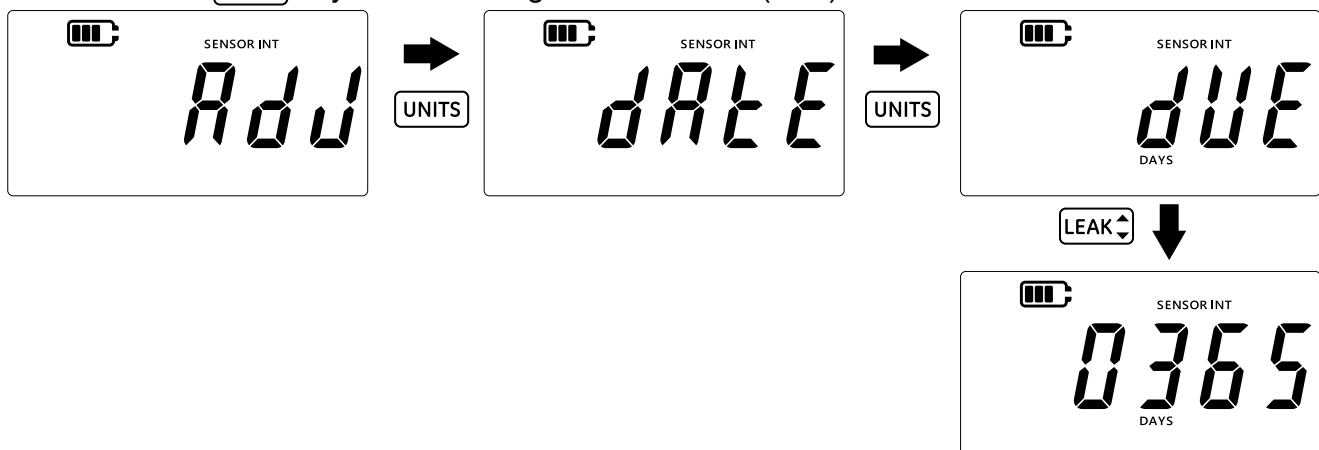 SENSOR INT
Adj
UNITS
SENSOR INT
dAtE
UNITS
SENSOR INT
dUE
DAYS
LEAK
SENSOR INT
0365
DAYS